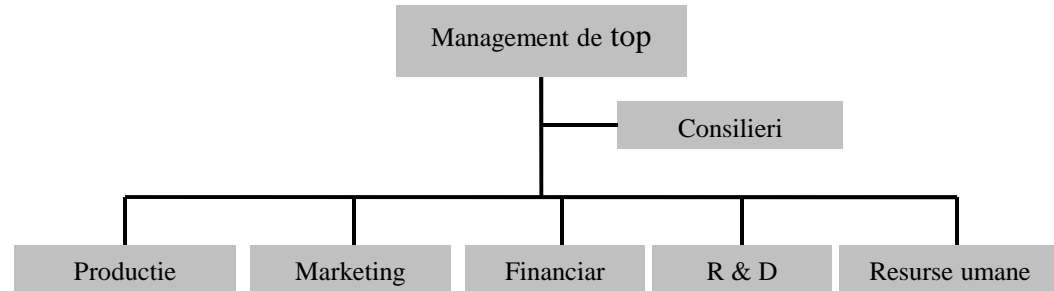 Management de top
Consilieri
Productie
Marketing
Financiar
R & D
Resurse umane